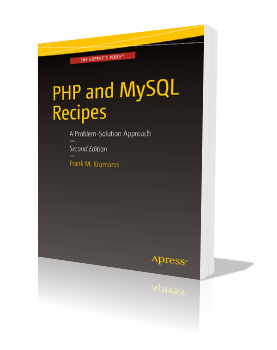 THE EXPERT'S VOICE®
PHP and MySQL
Recipes
A Problem-Solution Approach
Second Edition
Frank M. Kromann
Apress®